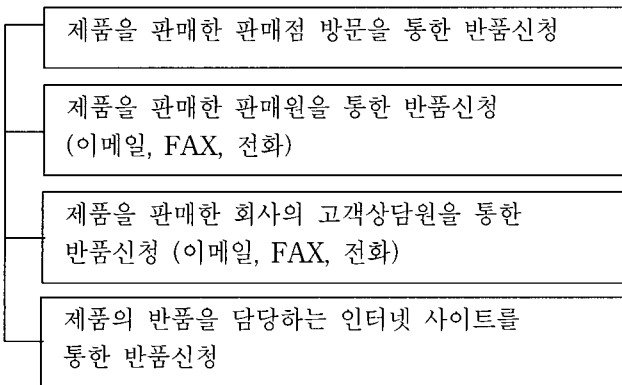 제품을 판매한 판매점 방문을 통한 반품신청
제품을 판매한 판매원을 통한 반품신청
(이메일, FAX, 전화)
제품을 판매한 회사의 고객상담원을 통한
반품신청 (이메일, FAX, 전화)
제품의 반품을 담당하는 인터넷 사이트를
통한 반품신청